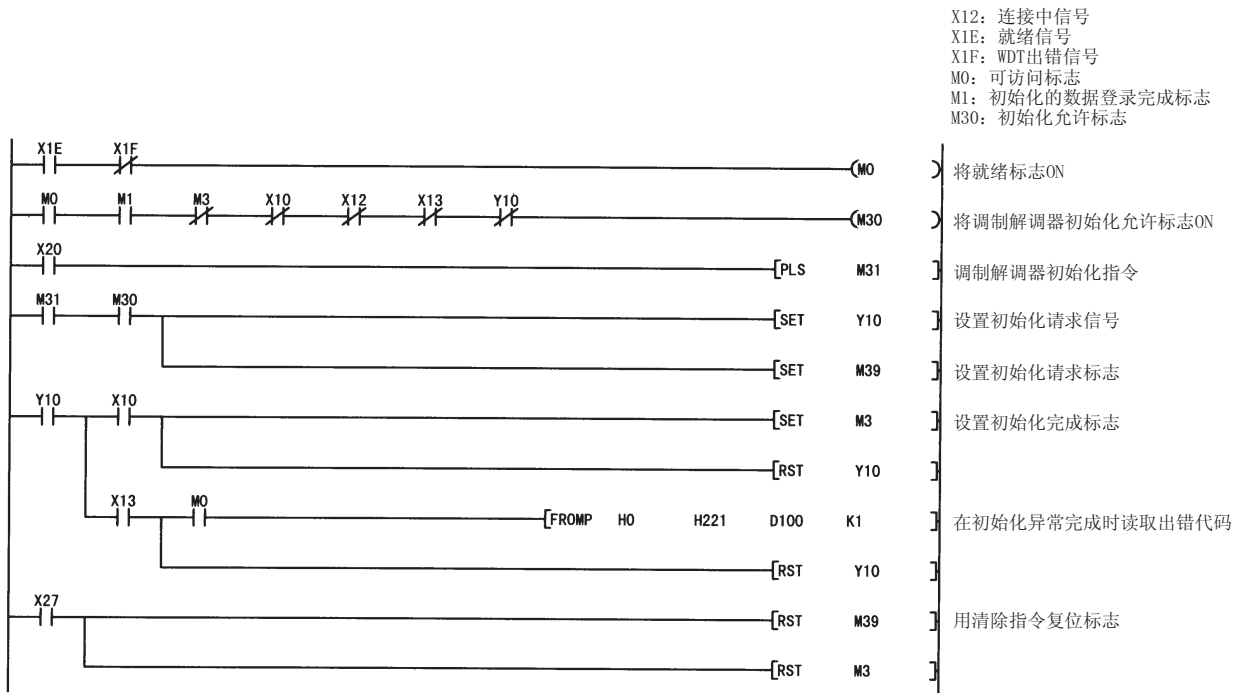 X12：连接中信号
X1E：就绪信号
X1F：WDT出错信号
M0：可访问标志
M1：初始化的数据登录完成标志
M30：初始化允许标志
X1E X1F M0 将就绪标志ON
M0 M1 M3 X10 X12 X13 Y10 M30 将调制解调器初始化允许标志ON
X20 PLS M31 调制解调器初始化指令
M31 M30 SET Y10 设置初始化请求信号
SET M39 设置初始化请求标志
Y10 X10 SET M3 设置初始化完成标志
RST Y10
X13 M0 FROMP H0 H221 D100 K1 在初始化异常完成时读取出错代码
RST Y10
X27 RST M39 用清除指令复位标志
RST M3